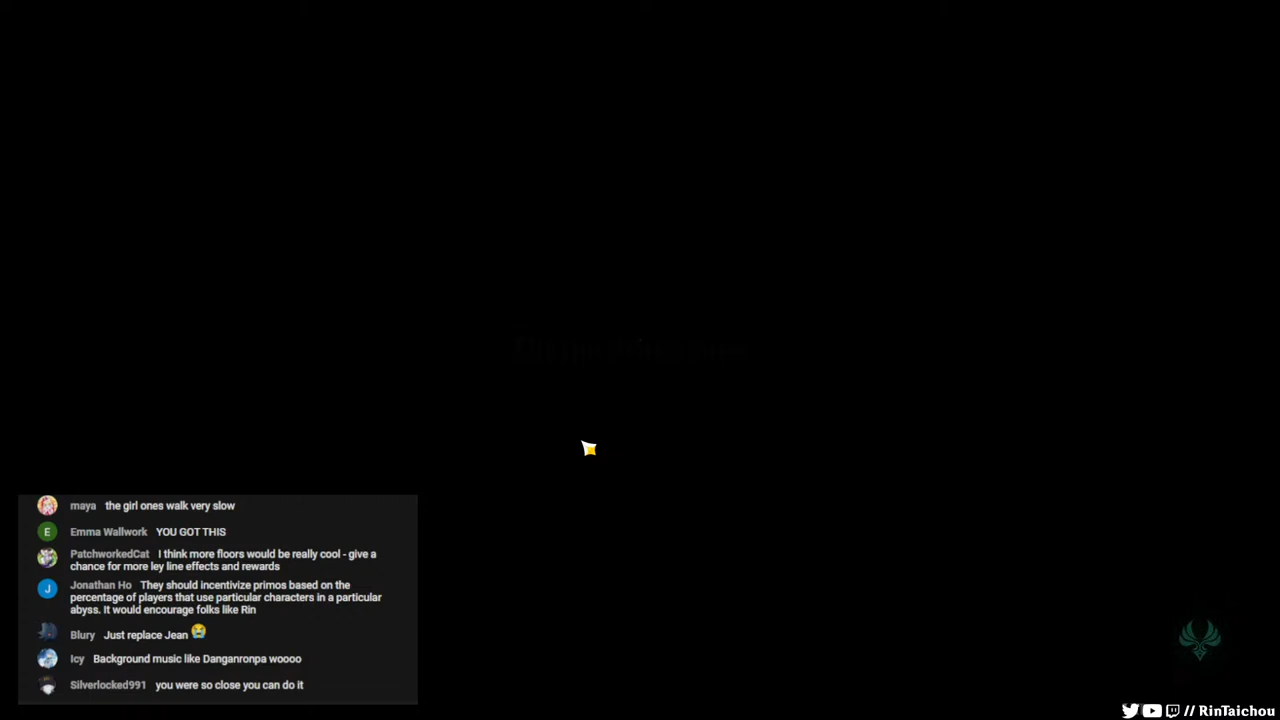 maya the girl ones walk very slow
E Emma Wallwork YOU GOT THIS
PatchworkedCat I think more floors would be really cool - give a
chance for more ley line effects and rewards
J Jonathan Ho They should incentivize primos based on the
percentage of players that use particular characters in a particular
abyss. It would encourage folks like Rin
Blury Just replace Jean 😭
Icy Background music like Danganronpa woooo
Silverlocked991 you were so close you can do it
// RinTaichou